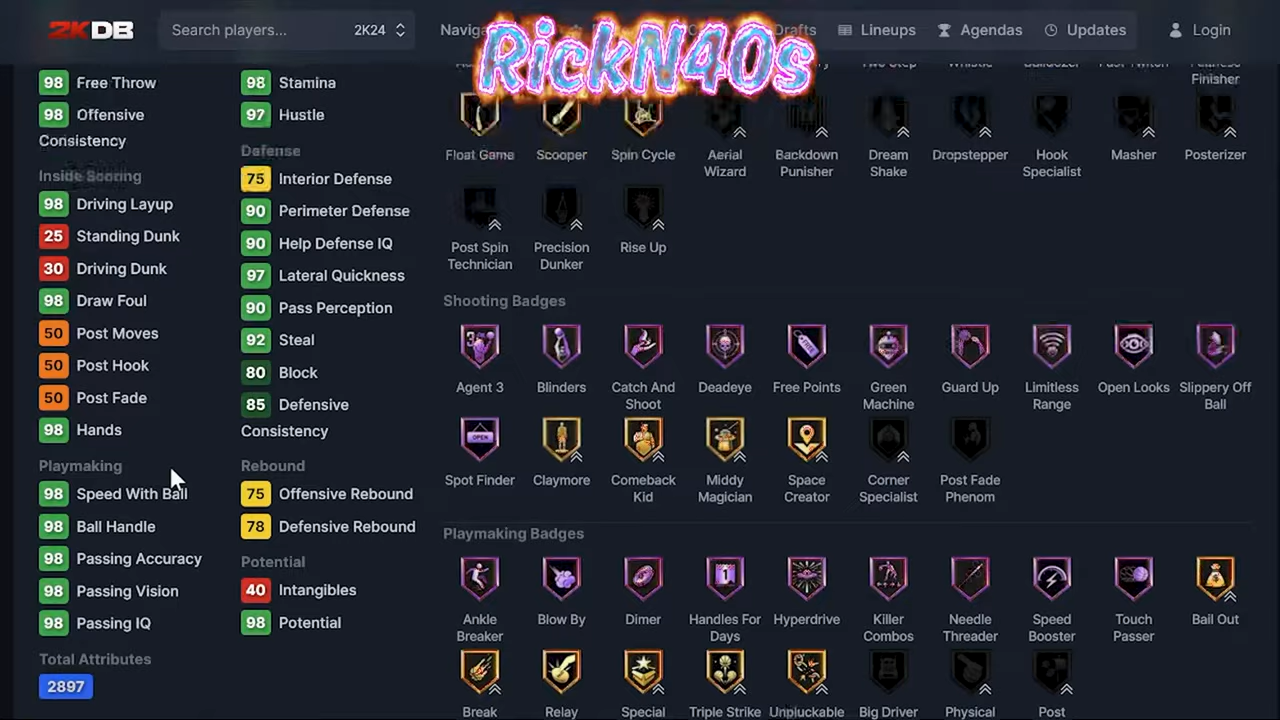 2KDB
Search players...
2K24
Drafts
Lineups
Agendas
Updates
Login
RickN40s
98 Free Throw
98 Offensive
Consistency
Inside Scoring
98 Driving Layup
25 Standing Dunk
30 Driving Dunk
98 Draw Foul
50 Post Moves
50 Post Hook
50 Post Fade
98 Hands
Playmaking
98 Speed With Ball
98 Ball Handle
98 Passing Accuracy
98 Passing Vision
98 Passing IQ
Total Attributes
2897
98 Stamina
97 Hustle
Defense
75 Interior Defense
90 Perimeter Defense
90 Help Defense IQ
97 Lateral Quickness
90 Pass Perception
92 Steal
80 Block
85 Defensive
Consistency
Rebound
75 Offensive Rebound
78 Defensive Rebound
Potential
40 Intangibles
98 Potential
Finisher
Float Game
Scooper
Spin Cycle
Aerial
Wizard
Backdown
Punisher
Dream
Shake
Dropstepper
Hook
Specialist
Masher
Posterizer
Post Spin
Technician
Precision
Dunker
Rise Up
Shooting Badges
Agent 3
Blinders
Catch And
Shoot
Deadeye
Free Points
Green
Machine
Guard Up
Limitless
Range
Open Looks
Slippery Off
Ball
OPEN
Spot Finder
Claymore
Comeback
Kid
Middy
Magician
Space
Creator
Corner
Specialist
Post Fade
Phenom
Playmaking Badges
Ankle
Breaker
Blow By
Dimer
Handles For
Days
Hyperdrive
Killer
Combos
Needle
Threader
Speed
Booster
Touch
Passer
Bail Out
Break
Relay
Special
Triple Strike
Unpluckable
Big Driver
Physical
Post